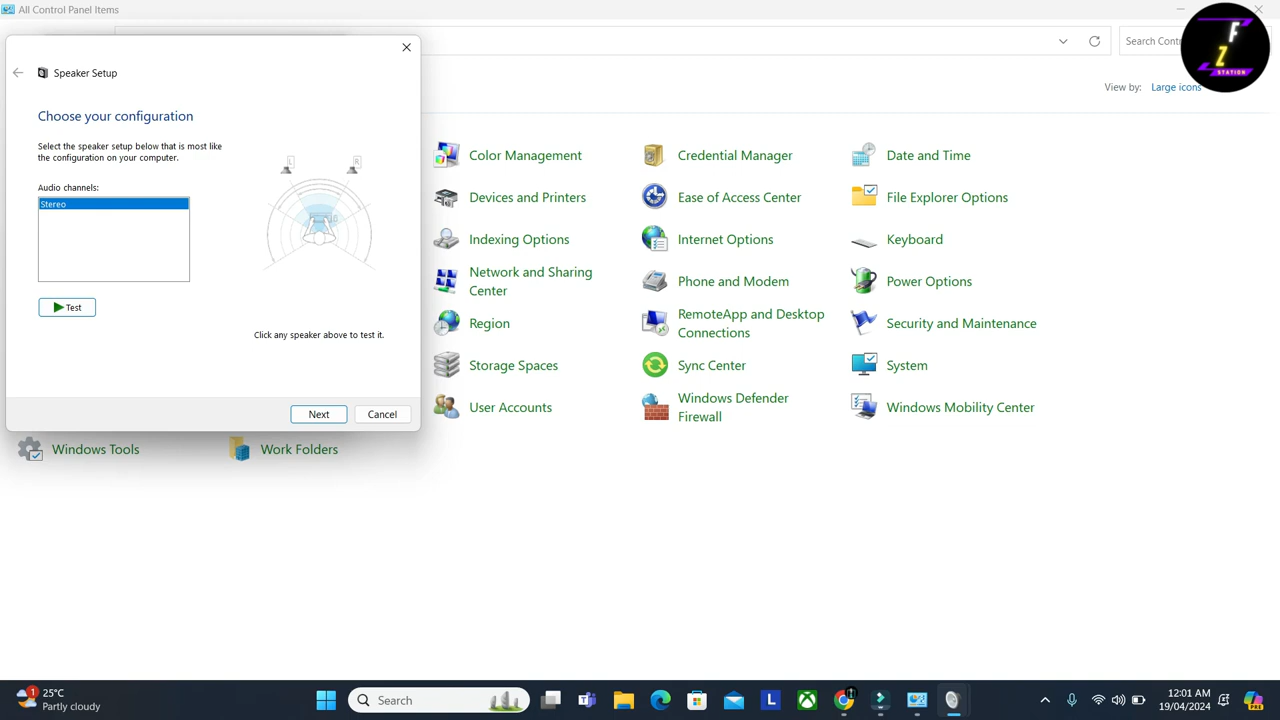 All Control Panel Items
Search Cont
F
Z
STATION
View by:
Large icons
Speaker Setup
Choose your configuration
Select the speaker setup below that is most like
the configuration on your computer.
Audio channels:
Stereo
Test
L
R
Click any speaker above to test it.
Next
Cancel
Color Management
Credential Manager
Date and Time
Devices and Printers
Ease of Access Center
File Explorer Options
Indexing Options
Internet Options
Keyboard
Network and Sharing
Center
Phone and Modem
Power Options
Region
RemoteApp and Desktop
Connections
Security and Maintenance
Storage Spaces
Sync Center
System
User Accounts
Windows Defender
Firewall
Windows Mobility Center
Windows Tools
Work Folders
1
25°C
Partly cloudy
Search
L
12:01 AM
19/04/2024
PRE